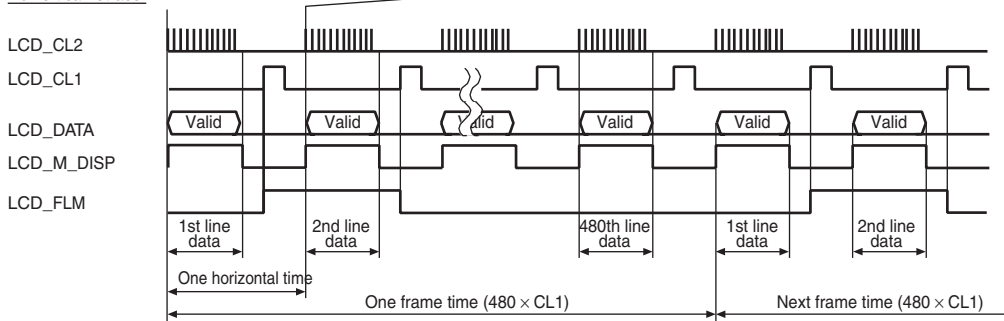 LCD_CL2
LCD_CL1
LCD_DATA
Valid Valid Valid Valid Valid Valid
LCD_M_DISP
LCD_FLM
1st line data
2nd line data
480th line data
1st line data
2nd line data
One horizontal time
One frame time (480 × CL1)
Next frame time (480 × CL1)